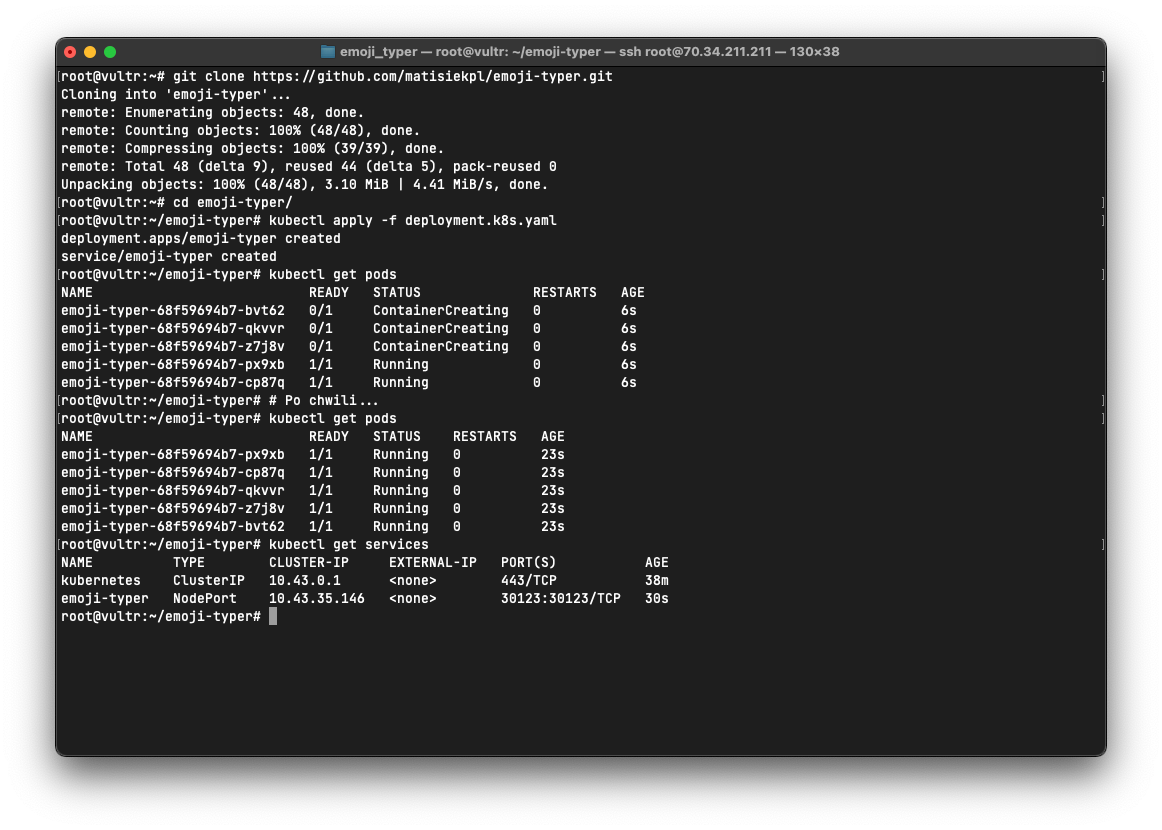 emoji_typer — root@vultr: ~/emoji-typer — ssh root@70.34.211.211 — 130×38
[root@vultr:~# git clone https://github.com/matisiekpl/emoji-typer.git ]
Cloning into 'emoji-typer'...
remote: Enumerating objects: 48, done.
remote: Counting objects: 100% (48/48), done.
remote: Compressing objects: 100% (39/39), done.
remote: Total 48 (delta 9), reused 44 (delta 5), pack-reused 0
Unpacking objects: 100% (48/48), 3.10 MiB | 4.41 MiB/s, done.
[root@vultr:~# cd emoji-typer/ ]
[root@vultr:~/emoji-typer# kubectl apply -f deployment.k8s.yaml ]
deployment.apps/emoji-typer created
service/emoji-typer created
[root@vultr:~/emoji-typer# kubectl get pods ]
NAME                           READY   STATUS              RESTARTS   AGE
emoji-typer-68f59694b7-bvt62   0/1     ContainerCreating   0          6s
emoji-typer-68f59694b7-qkvvr   0/1     ContainerCreating   0          6s
emoji-typer-68f59694b7-z7j8v   0/1     ContainerCreating   0          6s
emoji-typer-68f59694b7-px9xb   1/1     Running             0          6s
emoji-typer-68f59694b7-cp87q   1/1     Running             0          6s
[root@vultr:~/emoji-typer# # Po chwili... ]
[root@vultr:~/emoji-typer# kubectl get pods ]
NAME                           READY   STATUS    RESTARTS   AGE
emoji-typer-68f59694b7-px9xb   1/1     Running   0          23s
emoji-typer-68f59694b7-cp87q   1/1     Running   0          23s
emoji-typer-68f59694b7-qkvvr   1/1     Running   0          23s
emoji-typer-68f59694b7-z7j8v   1/1     Running   0          23s
emoji-typer-68f59694b7-bvt62   1/1     Running   0          23s
[root@vultr:~/emoji-typer# kubectl get services ]
NAME          TYPE        CLUSTER-IP     EXTERNAL-IP   PORT(S)           AGE
kubernetes    ClusterIP   10.43.0.1      <none>        443/TCP           38m
emoji-typer   NodePort    10.43.35.146   <none>        30123:30123/TCP   30s
root@vultr:~/emoji-typer#